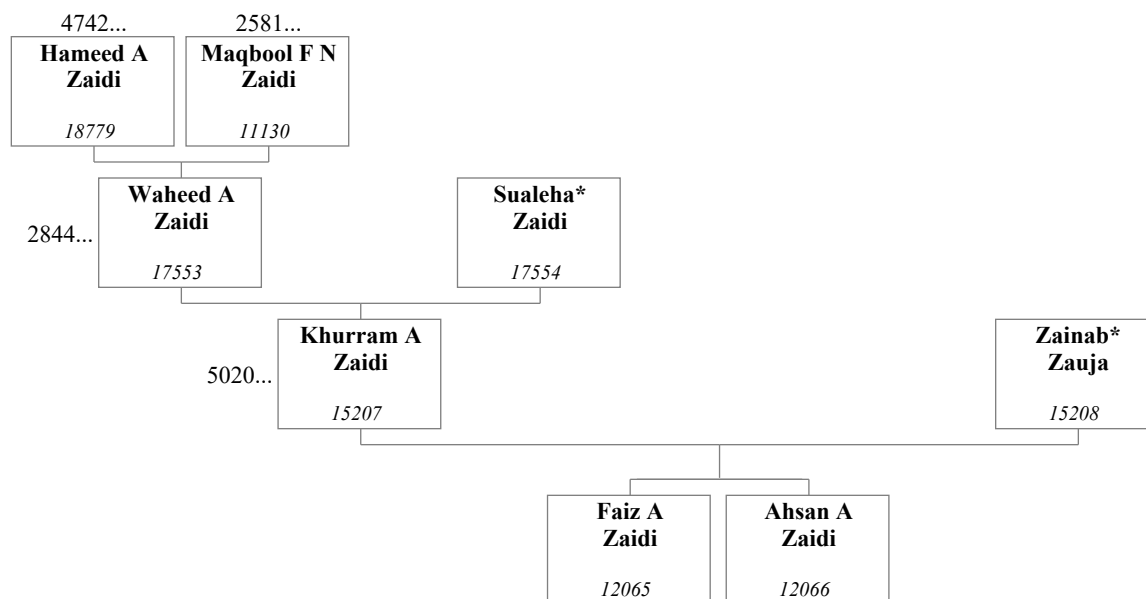 4742...
2581...
Hameed A
Zaidi
18779
Maqbool F N
Zaidi
11130
2844...
Waheed A
Zaidi
17553
Sualeha*
Zaidi
17554
5020...
Khurram A
Zaidi
15207
Zainab*
Zauja
15208
Faiz A
Zaidi
12065
Ahsan A
Zaidi
12066